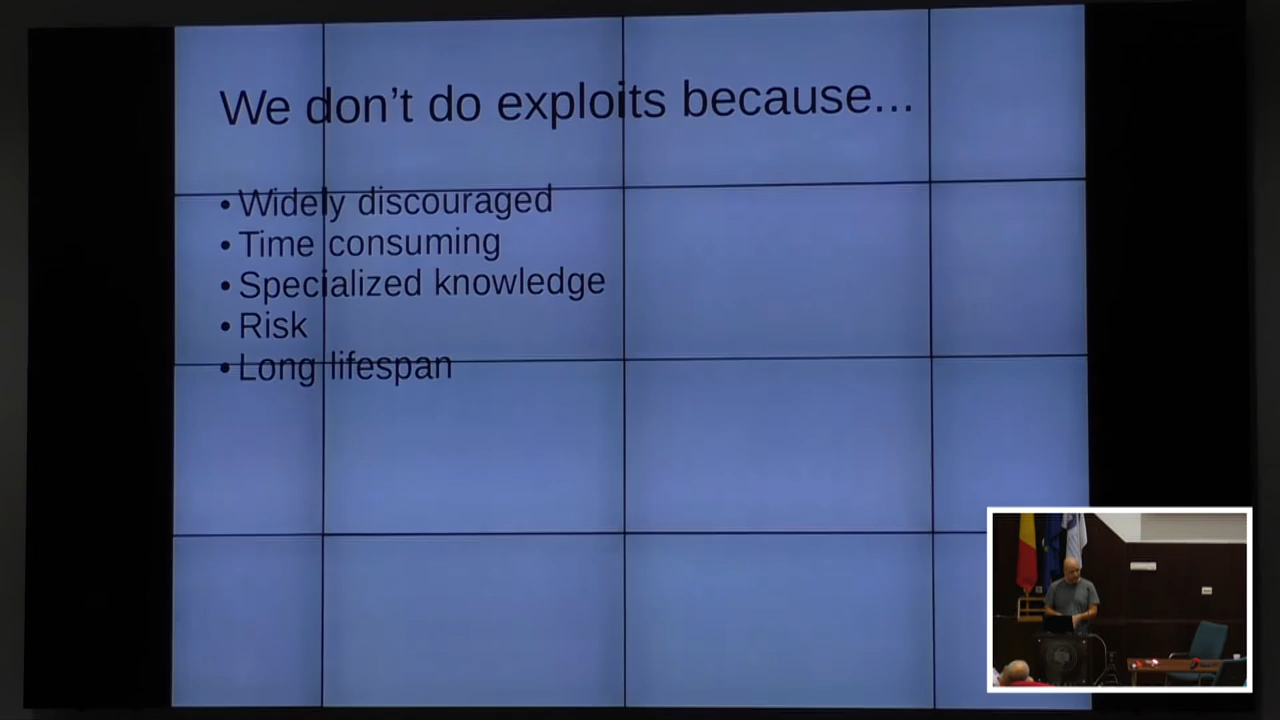 We don’t do exploits because...
• Widely discouraged
• Time consuming
• Specialized knowledge
• Risk
• Long lifespan